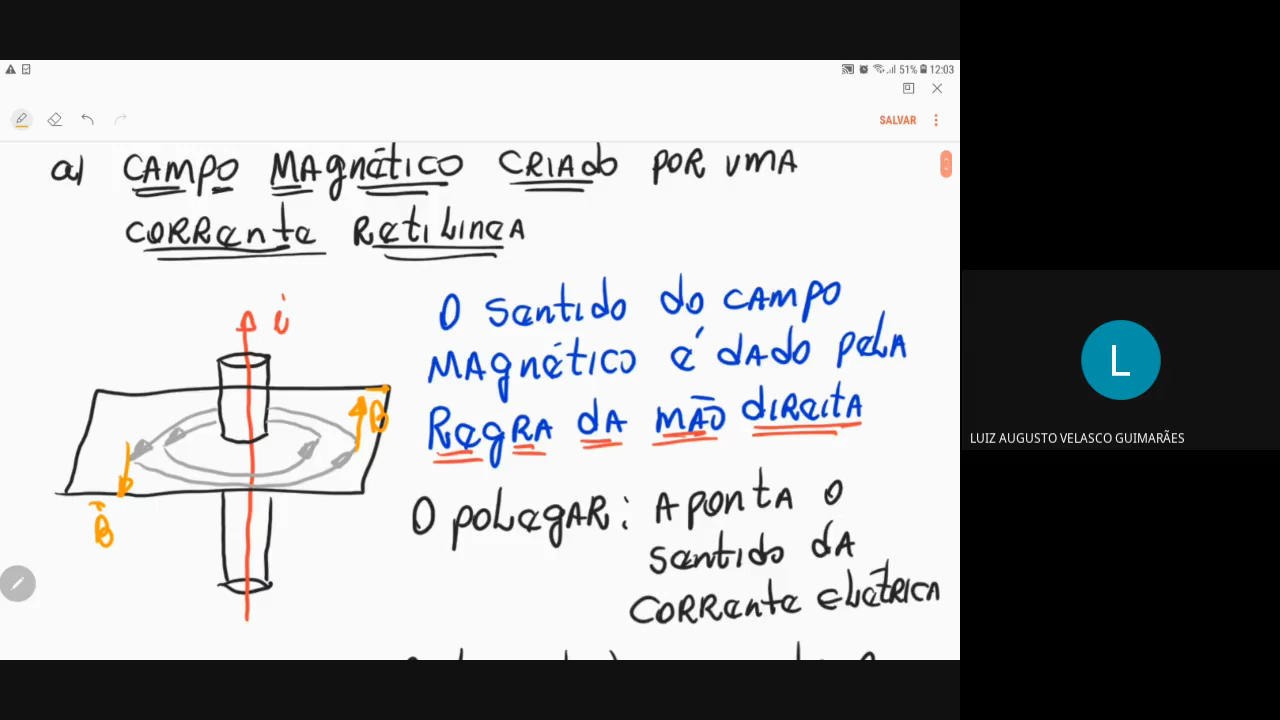 51% 12:03
SALVAR
a) CAMPO MAGNÉTICO CRIADO POR UMA
CORRENTE RETILINEA
i
O SENTIDO DO CAMPO
MAGNÉTICO É DADO PELA
REGRA DA MÃO DIREITA
B
B
O POLEGAR: APONTA O
SENTIDO DA
CORRENTE ELÉTRICA
L
LUIZ AUGUSTO VELASCO GUIMARÃES